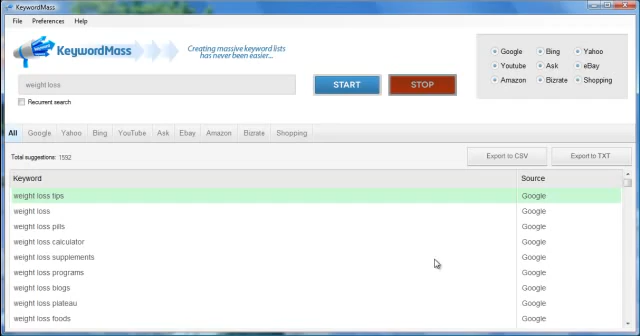 KeywordMass
File Preferences Help
KeywordMass
Creating massive keyword lists
has never been easier...
Google Bing Yahoo
Youtube Ask eBay
Amazon Bizrate Shopping
weight loss
START STOP
Recurrent search
All Google Yahoo Bing YouTube Ask Ebay Amazon Bizrate Shopping
Total suggestions: 1592
Export to CSV Export to TXT
Keyword Source
weight loss tips Google
weight loss Google
weight loss pills Google
weight loss calculator Google
weight loss supplements Google
weight loss programs Google
weight loss blogs Google
weight loss plateau Google
weight loss foods Google